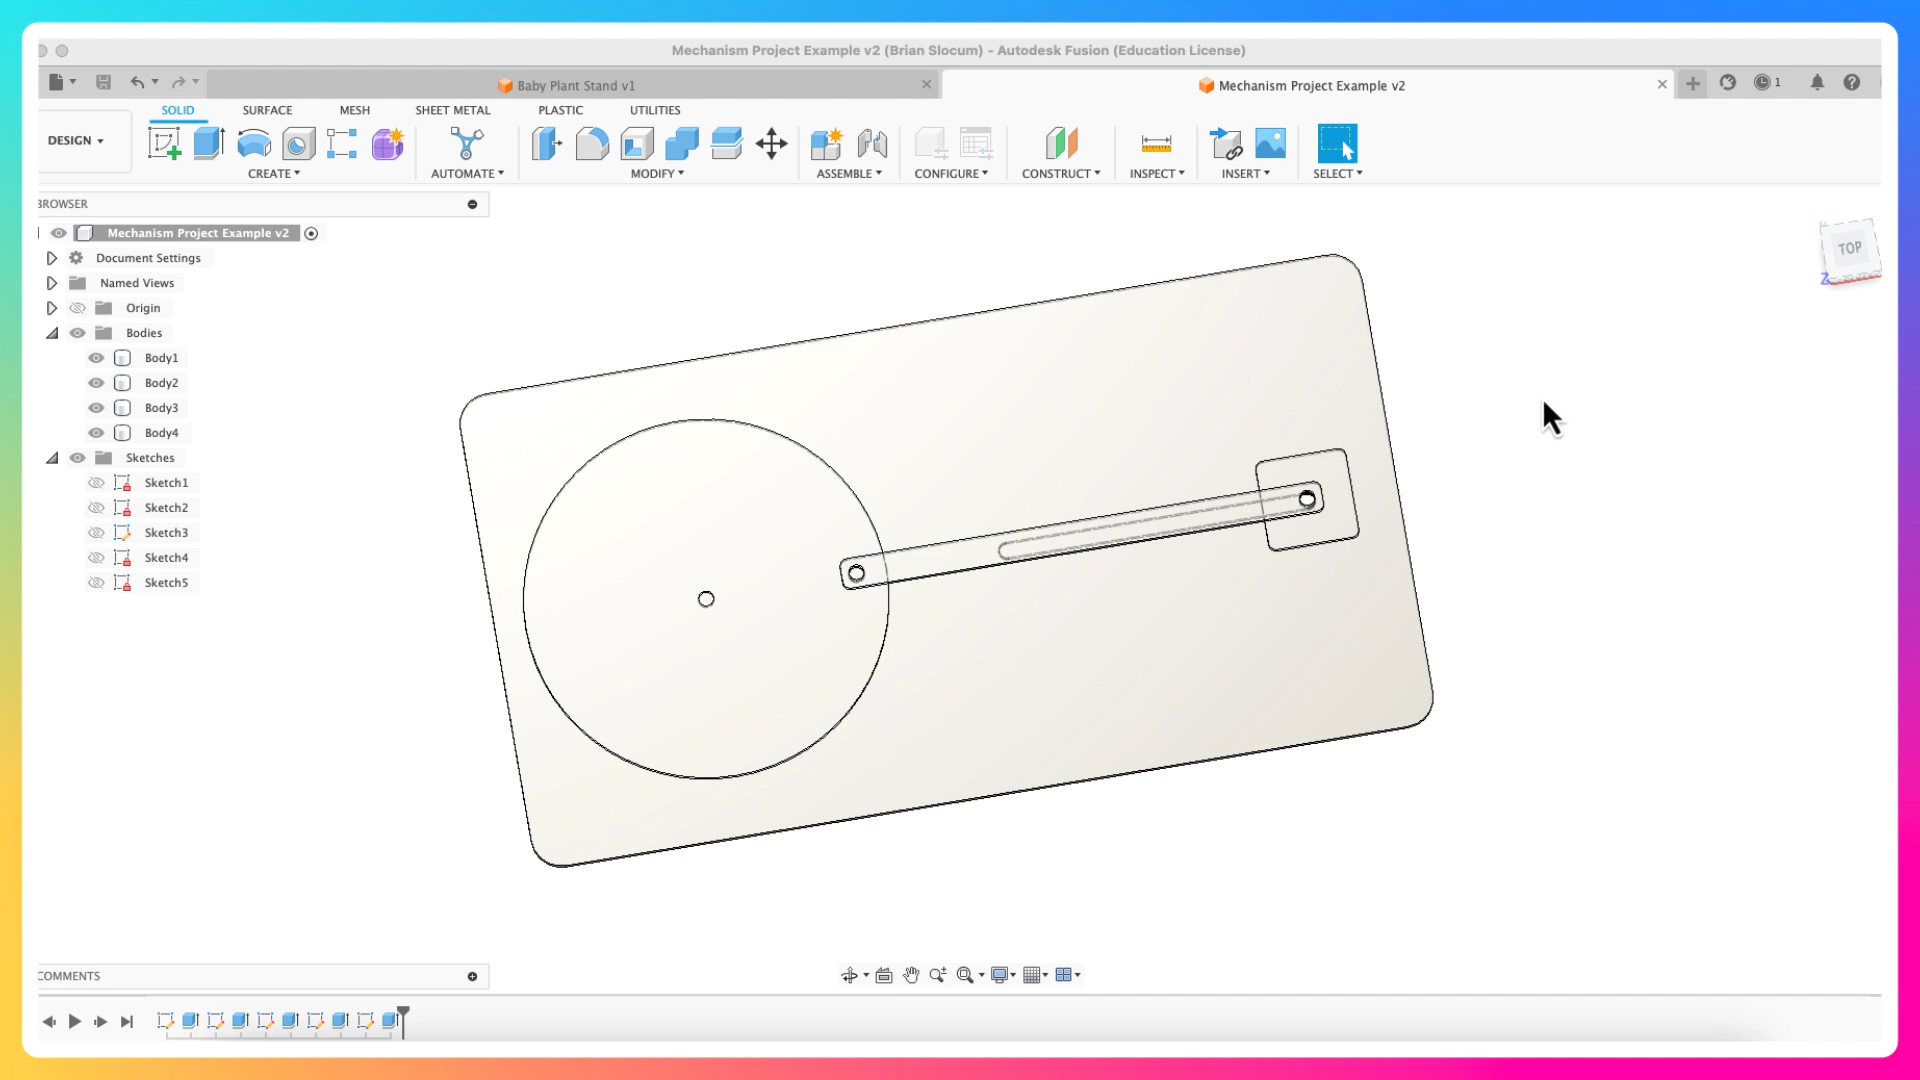 Mechanism Project Example v2 (Brian Slocum) - Autodesk Fusion (Education License)
Baby Plant Stand v1
Mechanism Project Example v2
1
SOLID SURFACE MESH SHEET METAL PLASTIC UTILITIES
DESIGN
CREATE AUTOMATE MODIFY ASSEMBLE CONFIGURE CONSTRUCT INSPECT INSERT SELECT
BROWSER
Mechanism Project Example v2
Document Settings
Named Views
Origin
Bodies
Body1
Body2
Body3
Body4
Sketches
Sketch1
Sketch2
Sketch3
Sketch4
Sketch5
TOP
Z
COMMENTS